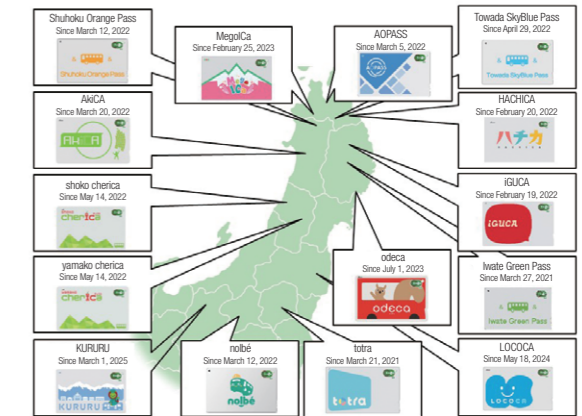 Shuhoku Orange Pass
Since March 12, 2022
Shuhoku Orange Pass
MegoICa
Since February 25, 2023
AOPASS
Since March 5, 2022
AOPASS
Towada SkyBlue Pass
Since April 29, 2022
Towada SkyBlue Pass
AkiCA
Since March 20, 2022
AkiCA
HACHICA
Since February 20, 2022
ハチカ
shoko cherica
Since May 14, 2022
cherica
iGUCA
Since February 19, 2022
iGUCA
yamako cherica
Since May 14, 2022
cherica
odeca
Since July 1, 2023
odeca
Iwate Green Pass
Since March 27, 2021
Iwate Green Pass
KURURU
Since March 1, 2025
KURURU
nolbé
Since March 12, 2022
nolbé
totra
Since March 21, 2021
totra
LOCOCA
Since May 18, 2024
LOCOCA